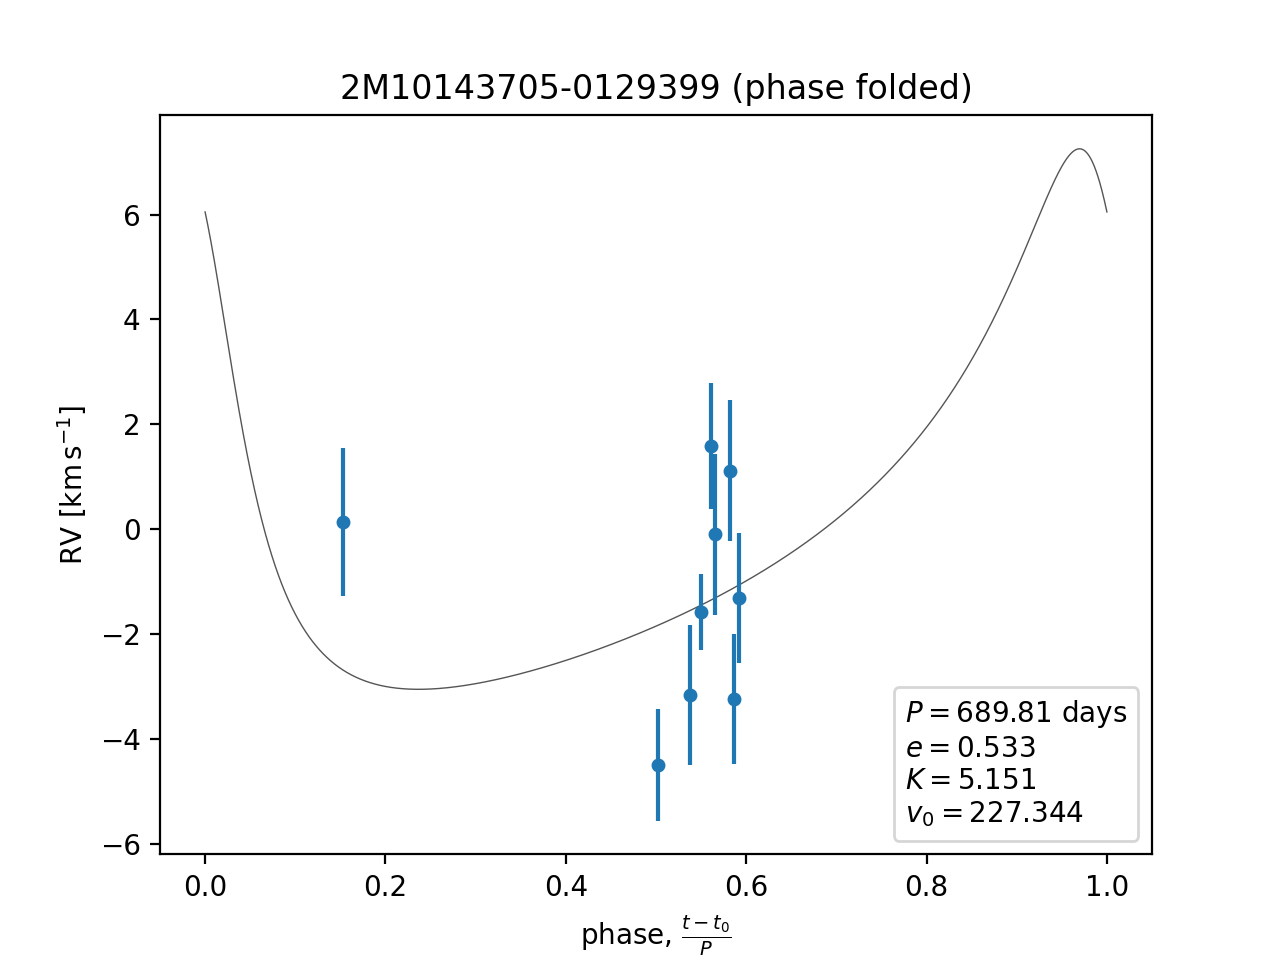 2M10143705-0129399 (phase folded)
RV [km s⁻¹]
6
4
2
0
−2
−4
−6
P = 689.81 days
e = 0.533
K = 5.151
v₀ = 227.344
0.0 0.2 0.4 0.6 0.8 1.0
phase, (t − t₀)/P